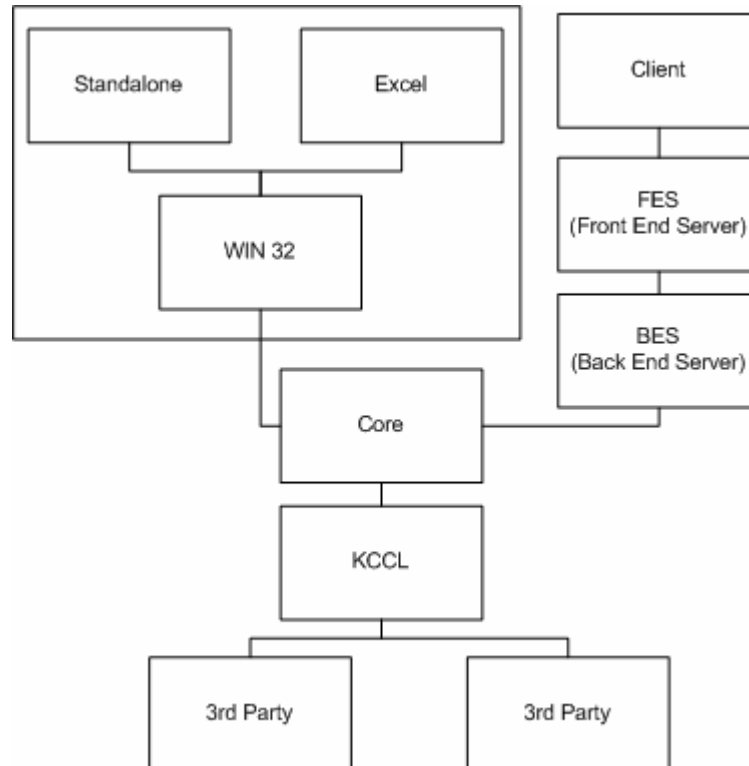 Standalone
Excel
Client
WIN 32
FES
(Front End Server)
BES
(Back End Server)
Core
KCCL
3rd Party
3rd Party